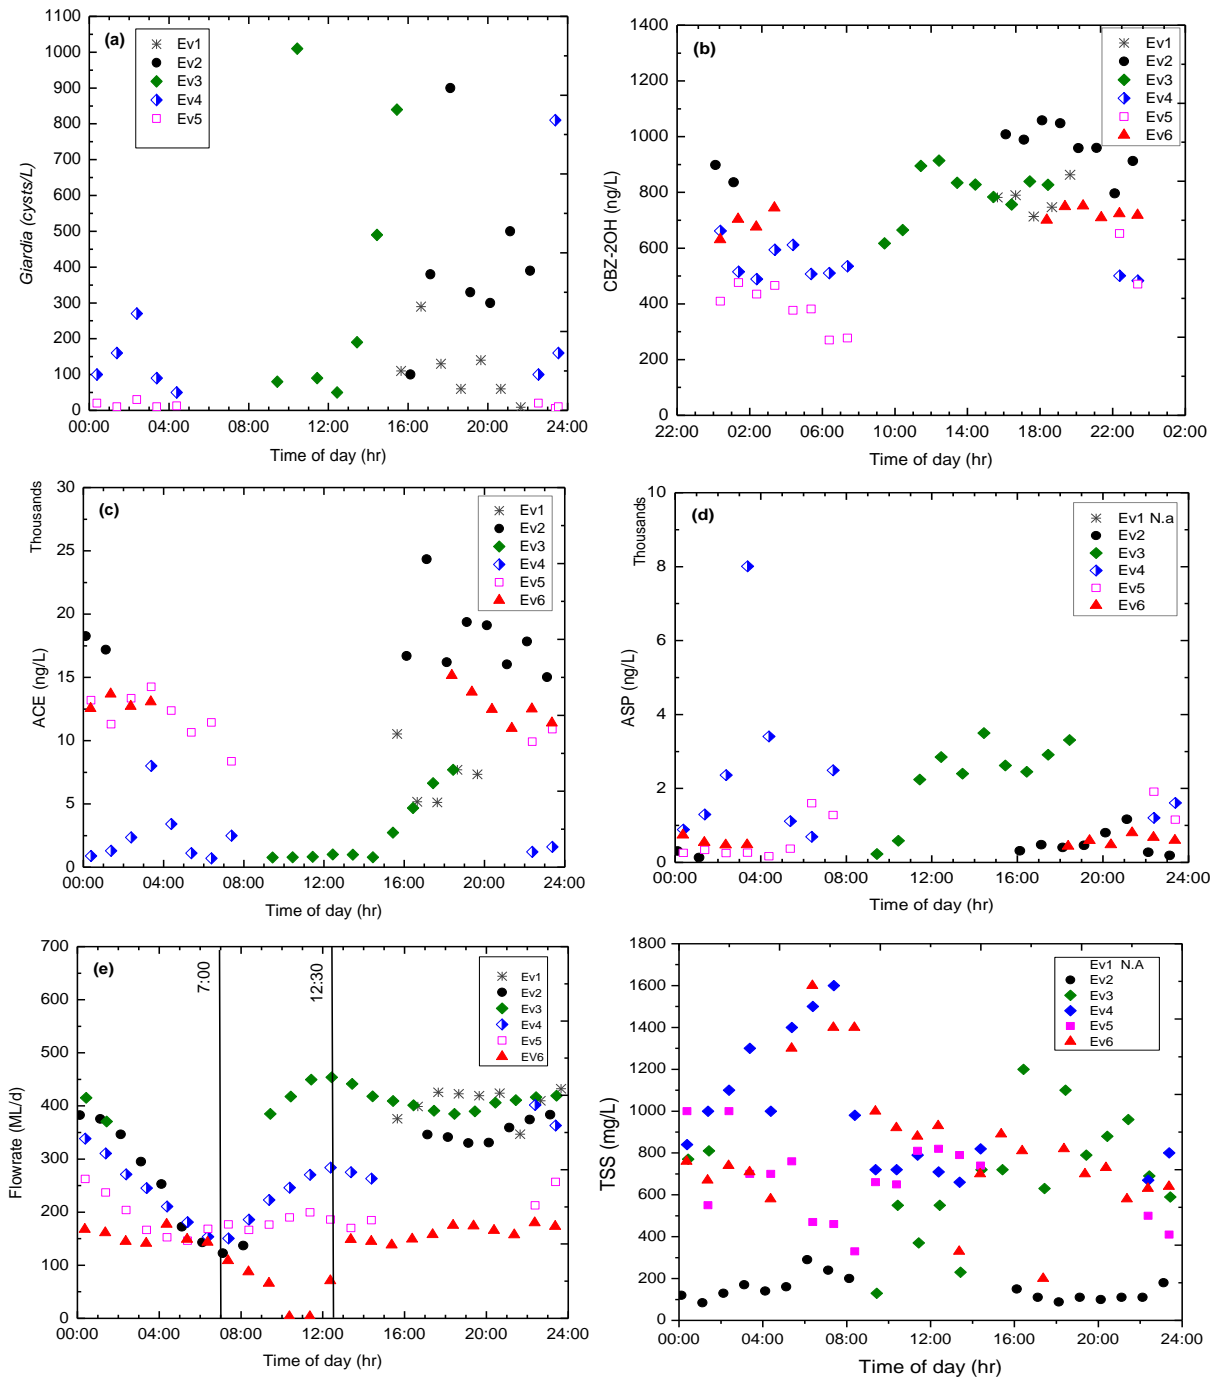 (a)
Ev1
Ev2
Ev3
Ev4
Ev5
1100
1000
900
800
700
600
500
400
300
200
100
0
Giardia (cysts/L)
00:00 04:00 08:00 12:00 16:00 20:00 24:00
Time of day (hr)
(b)
Ev1
Ev2
Ev3
Ev4
Ev5
Ev6
1400
1200
1000
800
600
400
200
0
CBZ-2OH (ng/L)
22:00 02:00 06:00 10:00 14:00 18:00 22:00 02:00
Time of day (hr)
(c)
Thousands
Ev1
Ev2
Ev3
Ev4
Ev5
Ev6
30
25
20
15
10
5
0
ACE (ng/L)
00:00 04:00 08:00 12:00 16:00 20:00 24:00
Time of day (hr)
(d)
Thousands
Ev1 N.a
Ev2
Ev3
Ev4
Ev5
Ev6
10
8
6
4
2
0
ASP (ng/L)
00:00 04:00 08:00 12:00 16:00 20:00 24:00
Time of day (hr)
(e)
7:00
12:30
Ev1
Ev2
Ev3
Ev4
Ev5
EV6
700
600
500
400
300
200
100
0
Flowrate (ML/d)
00:00 04:00 08:00 12:00 16:00 20:00 24:00
Time of day (hr)
Ev1 N.A
Ev2
Ev3
Ev4
Ev5
Ev6
1800
1600
1400
1200
1000
800
600
400
200
0
TSS (mg/L)
00:00 04:00 08:00 12:00 16:00 20:00 24:00
Time of day (hr)